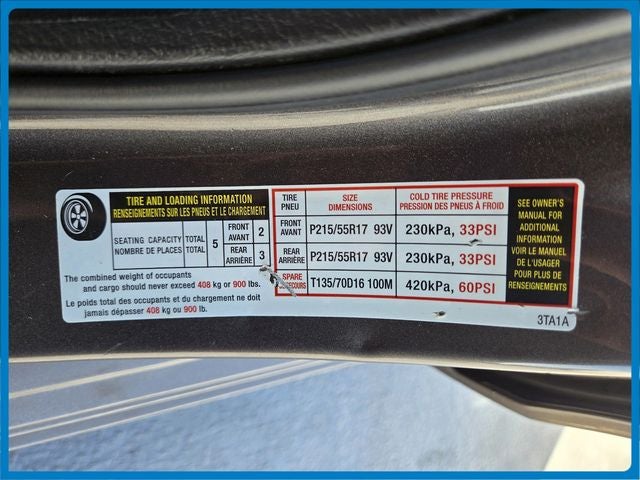 TIRE AND LOADING INFORMATION
RENSEIGNEMENTS SUR LES PNEUS ET LE CHARGEMENT
SEATING CAPACITY TOTAL 5 FRONT 2
NOMBRE DE PLACES TOTAL AVANT
REAR 3
ARRIÈRE
The combined weight of occupants
and cargo should never exceed 408 kg or 900 lbs.
Le poids total des occupants et du chargement ne doit
jamais dépasser 408 kg ou 900 lb.
TIRE SIZE COLD TIRE PRESSURE
PNEU DIMENSIONS PRESSION DES PNEUS À FROID
FRONT
AVANT P215/55R17 93V 230kPa, 33PSI
REAR
ARRIÈRE P215/55R17 93V 230kPa, 33PSI
SPARE T135/70D16 100M 420kPa, 60PSI
SEE OWNER'S
MANUAL FOR
ADDITIONAL
INFORMATION
VOIR LE MANUEL
DE L'USAGER
POUR PLUS DE
RENSEIGNEMENTS
3TA1A